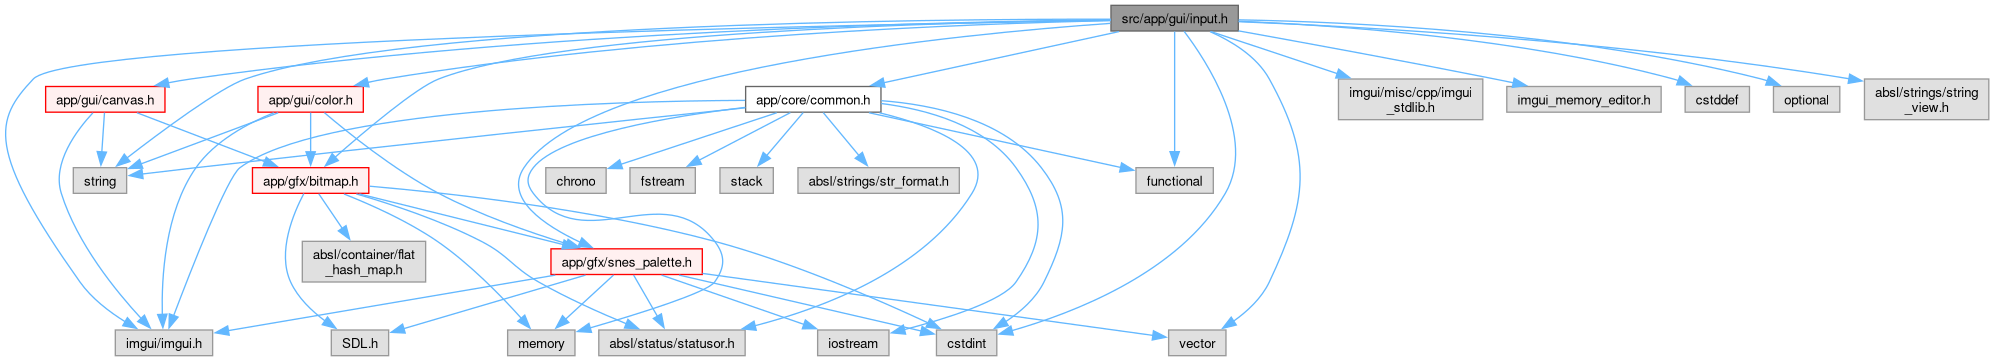 src/app/gui/input.h
app/gui/canvas.h
app/gui/color.h
app/core/common.h
imgui/misc/cpp/imgui
_stdlib.h
imgui_memory_editor.h
cstddef
optional
absl/strings/string
_view.h
string
app/gfx/bitmap.h
chrono
fstream
stack
absl/strings/str_format.h
functional
absl/container/flat
_hash_map.h
app/gfx/snes_palette.h
imgui/imgui.h
SDL.h
memory
absl/status/statusor.h
iostream
cstdint
vector